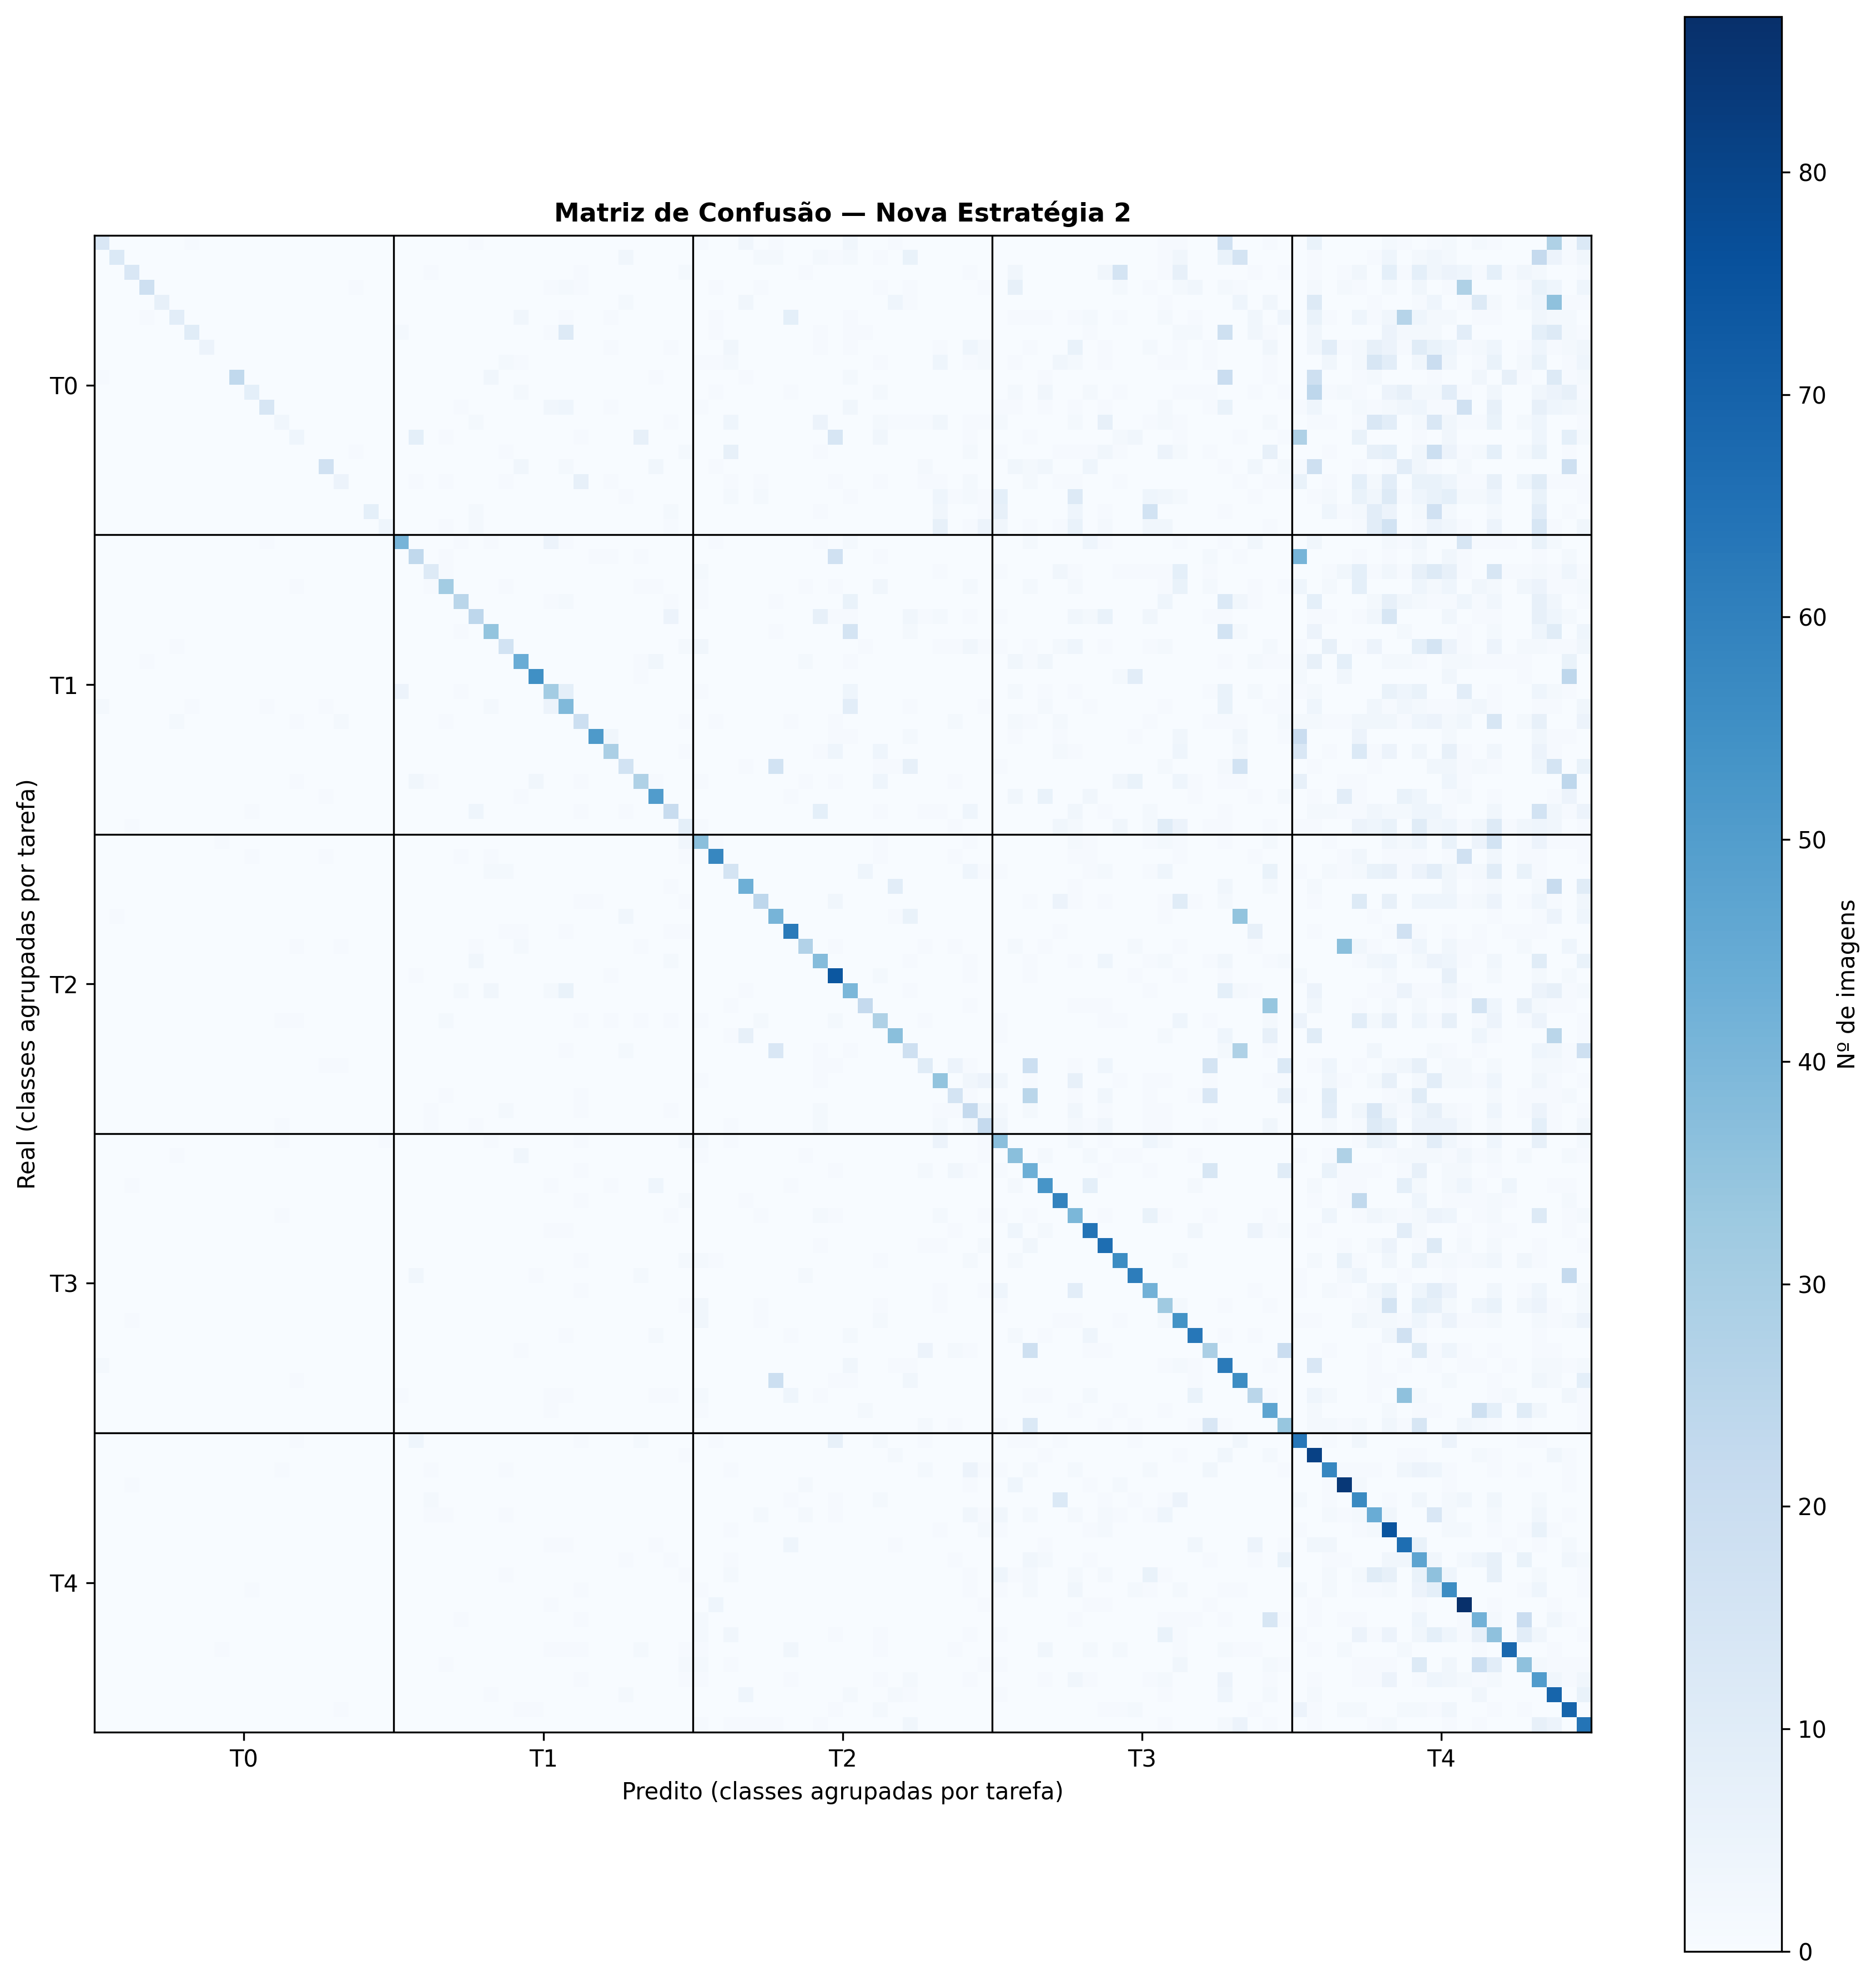 Matriz de Confusão — Nova Estratégia 2
Real (classes agrupadas por tarefa)
T0
T1
T2
T3
T4
T0
T1
T2
T3
T4
Predito (classes agrupadas por tarefa)
80
70
60
50
40
30
20
10
0
Nº de imagens